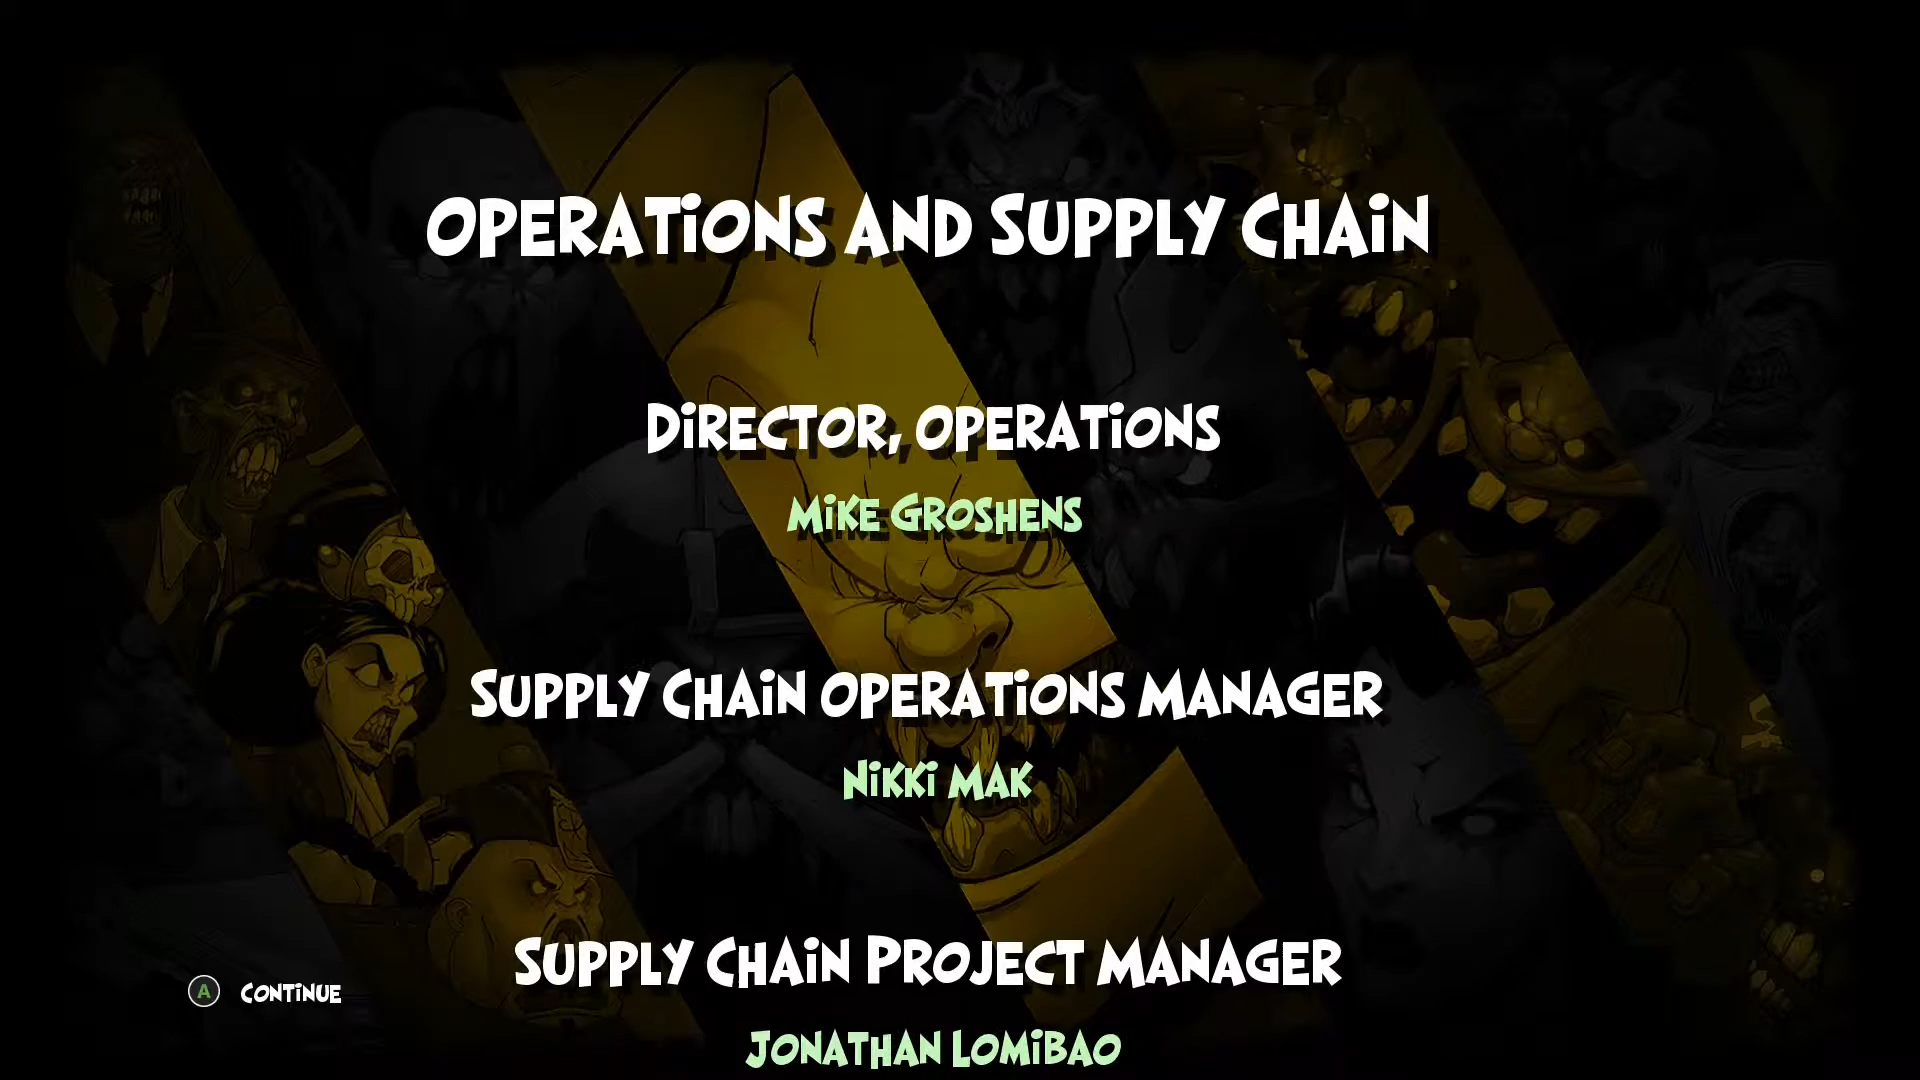 Operations and Supply Chain
Director, Operations
Mike Groshens
Supply Chain Operations Manager
Nikki Mak
Supply Chain Project Manager
A Continue
Jonathan Lomibao